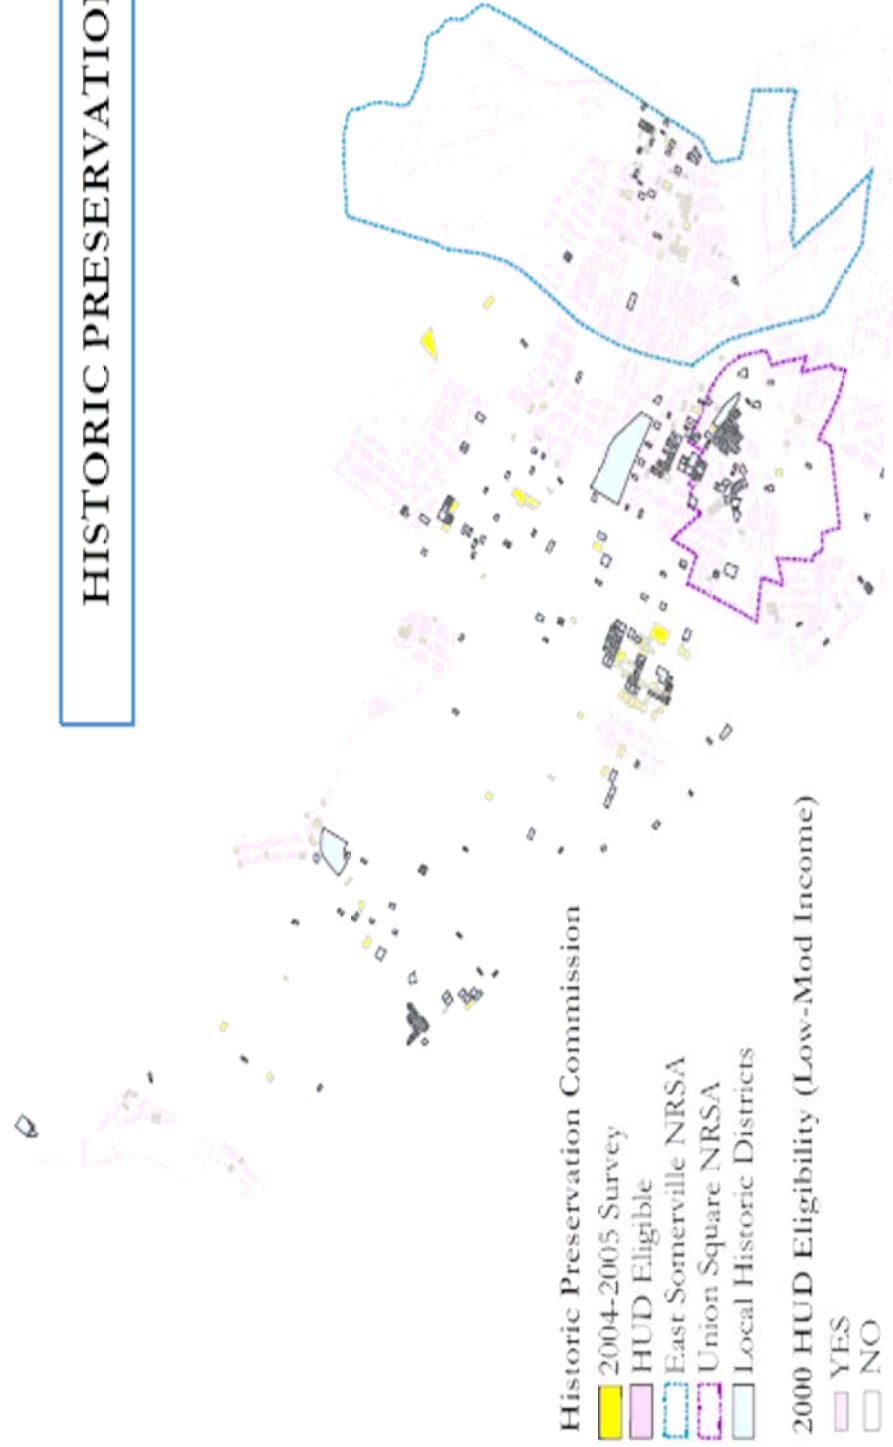 HISTORIC PRESERVATION
Historic Preservation Commission
2004-2005 Survey
HUD Eligible
East Somerville NRSA
Union Square NRSA
Local Historic Districts
2000 HUD Eligibility (Low-Mod Income)
YES
NO